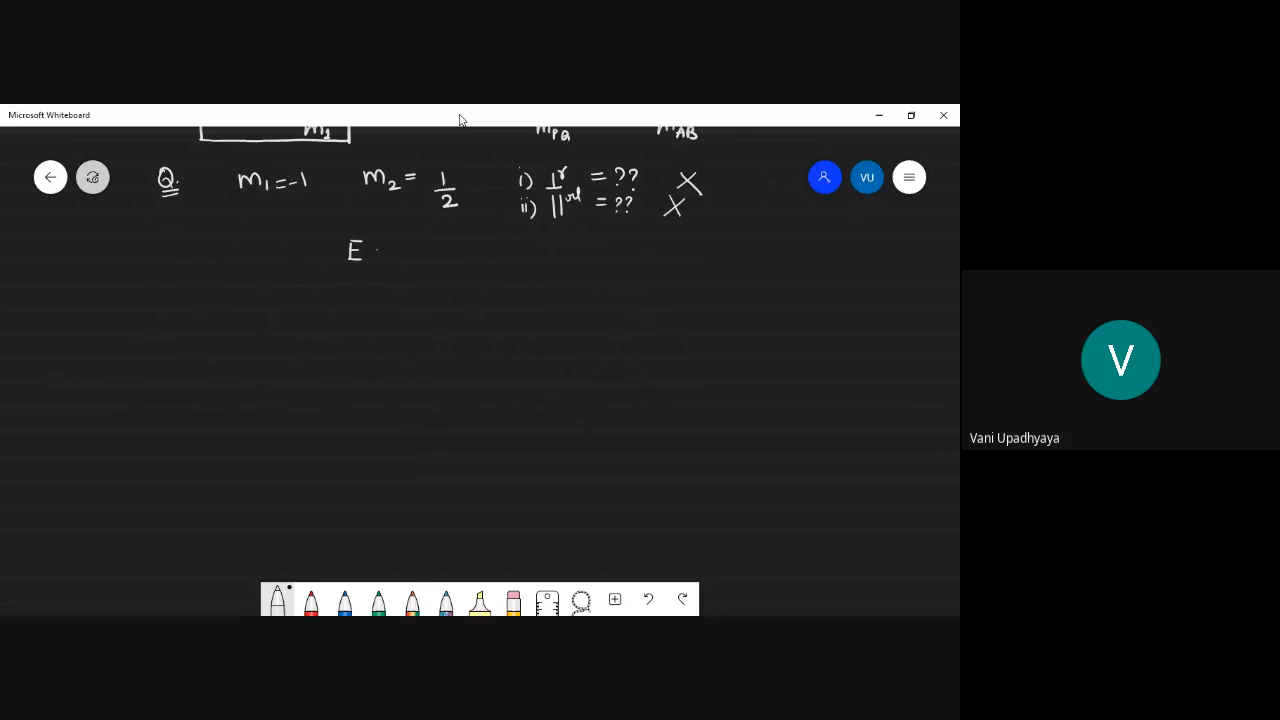 Microsoft Whiteboard
m₁ m_PQ m_AB
Q. m₁ = -1 m₂ = 1/2 i) ⊥ʳ = ?? X
ii) ||ᵉˡ = ?? X
VU
E
V
Vani Upadhyaya